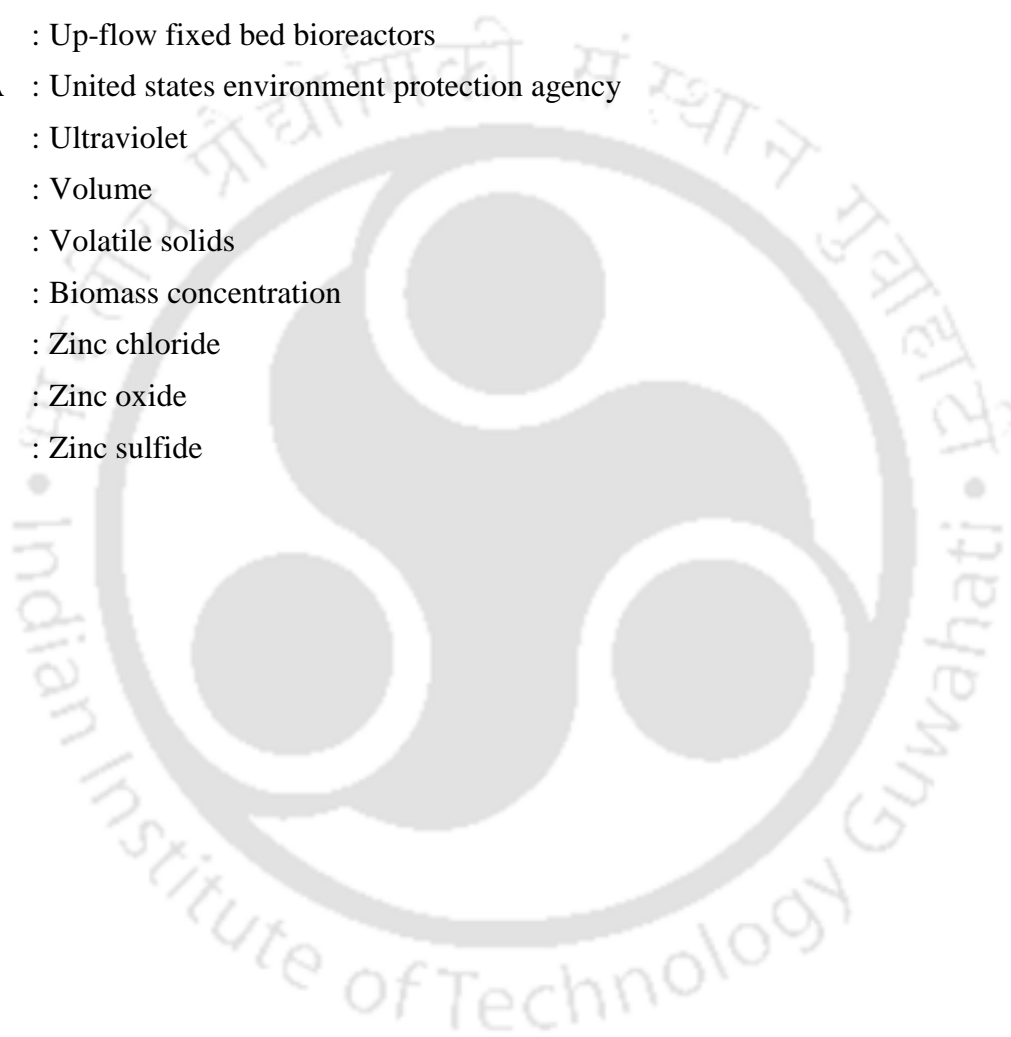 : Up-flow fixed bed bioreactors
A : United states environment protection agency
: Ultraviolet
: Volume
: Volatile solids
: Biomass concentration
: Zinc chloride
: Zinc oxide
: Zinc sulfide
Indian Institute of Technology Guwahati